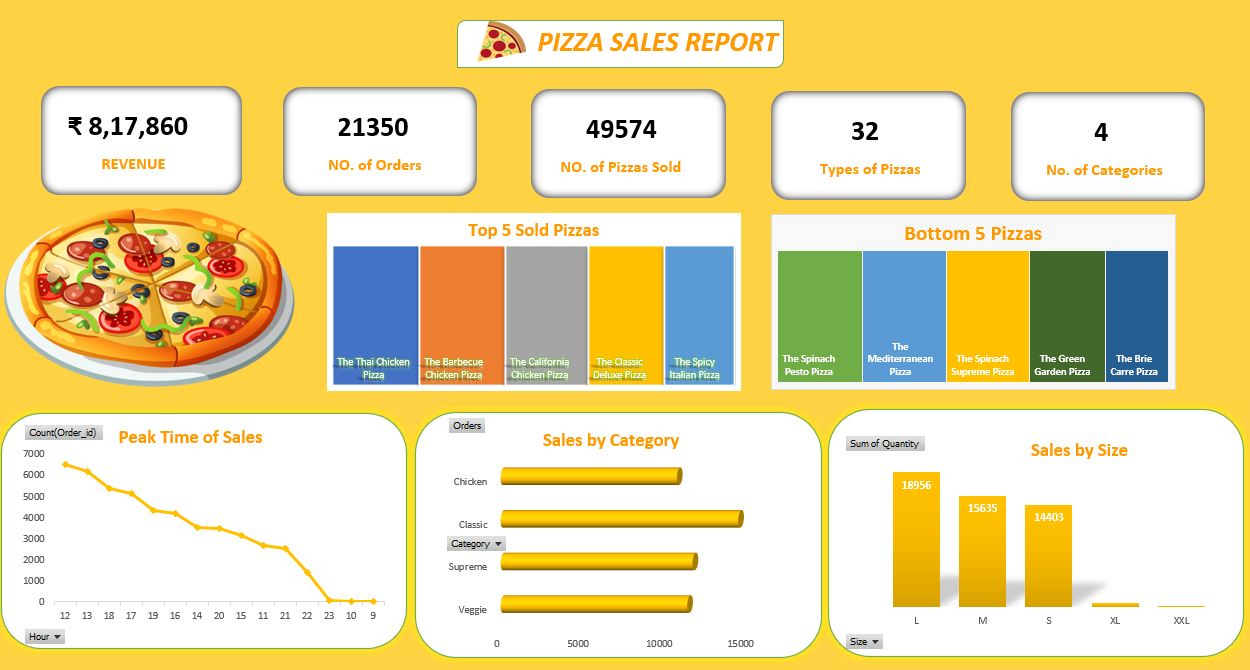 PIZZA SALES REPORT
₹ 8,17,860
REVENUE
21350
NO. of Orders
49574
NO. of Pizzas Sold
32
Types of Pizzas
4
No. of Categories
Top 5 Sold Pizzas
The Thai Chicken
Pizza
The Barbecue
Chicken Pizza
The California
Chicken Pizza
The Classic
Deluxe Pizza
The Spicy
Italian Pizza
Bottom 5 Pizzas
The Spinach
Pesto Pizza
The
Mediterranean
Pizza
The Spinach
Supreme Pizza
The Green
Garden Pizza
The Brie
Carre Pizza
Count(Order_id)
Peak Time of Sales
7000
6000
5000
4000
3000
2000
1000
0
12 13 18 17 19 16 14 20 15 11 21 22 23 10 9
Hour
Orders
Sales by Category
Chicken
Classic
Category
Supreme
Veggie
0 5000 10000 15000
Sum of Quantity
Sales by Size
18956
15635
14403
L M S XL XXL
Size